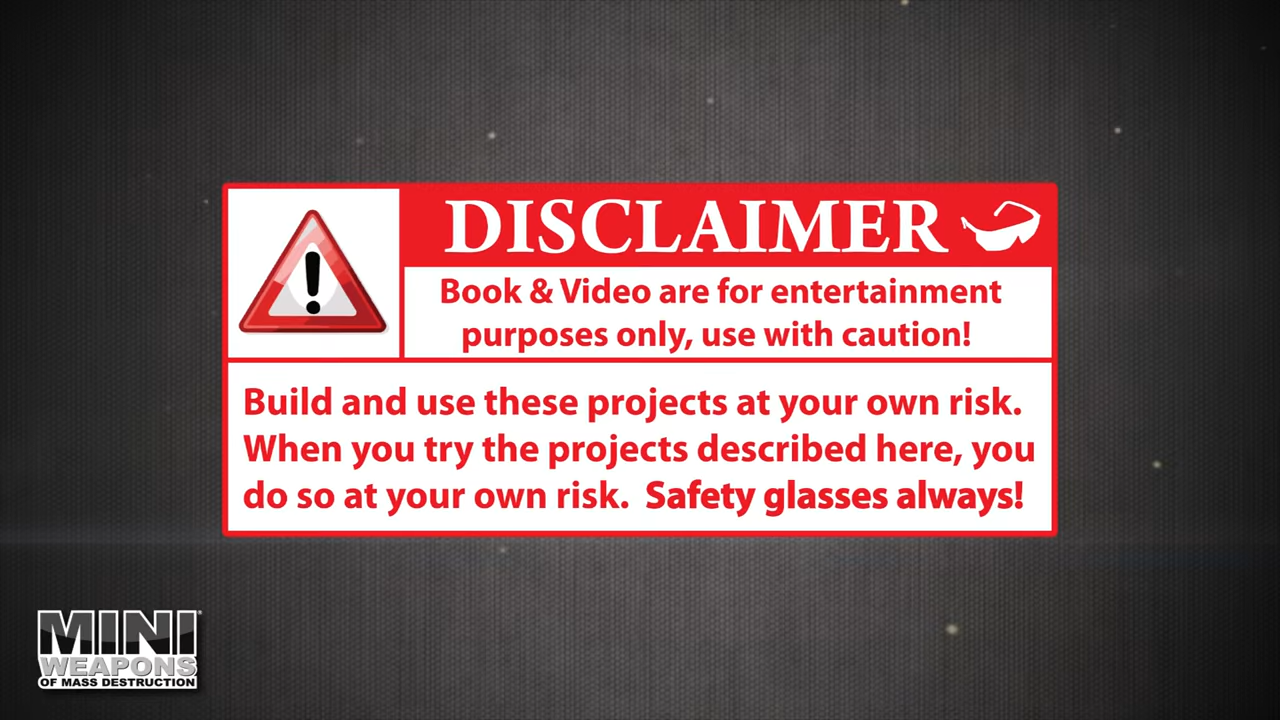 DISCLAIMER
Book & Video are for entertainment
purposes only, use with caution!
Build and use these projects at your own risk.
When you try the projects described here, you
do so at your own risk. Safety glasses always!
MINI
WEAPONS
OF MASS DESTRUCTION